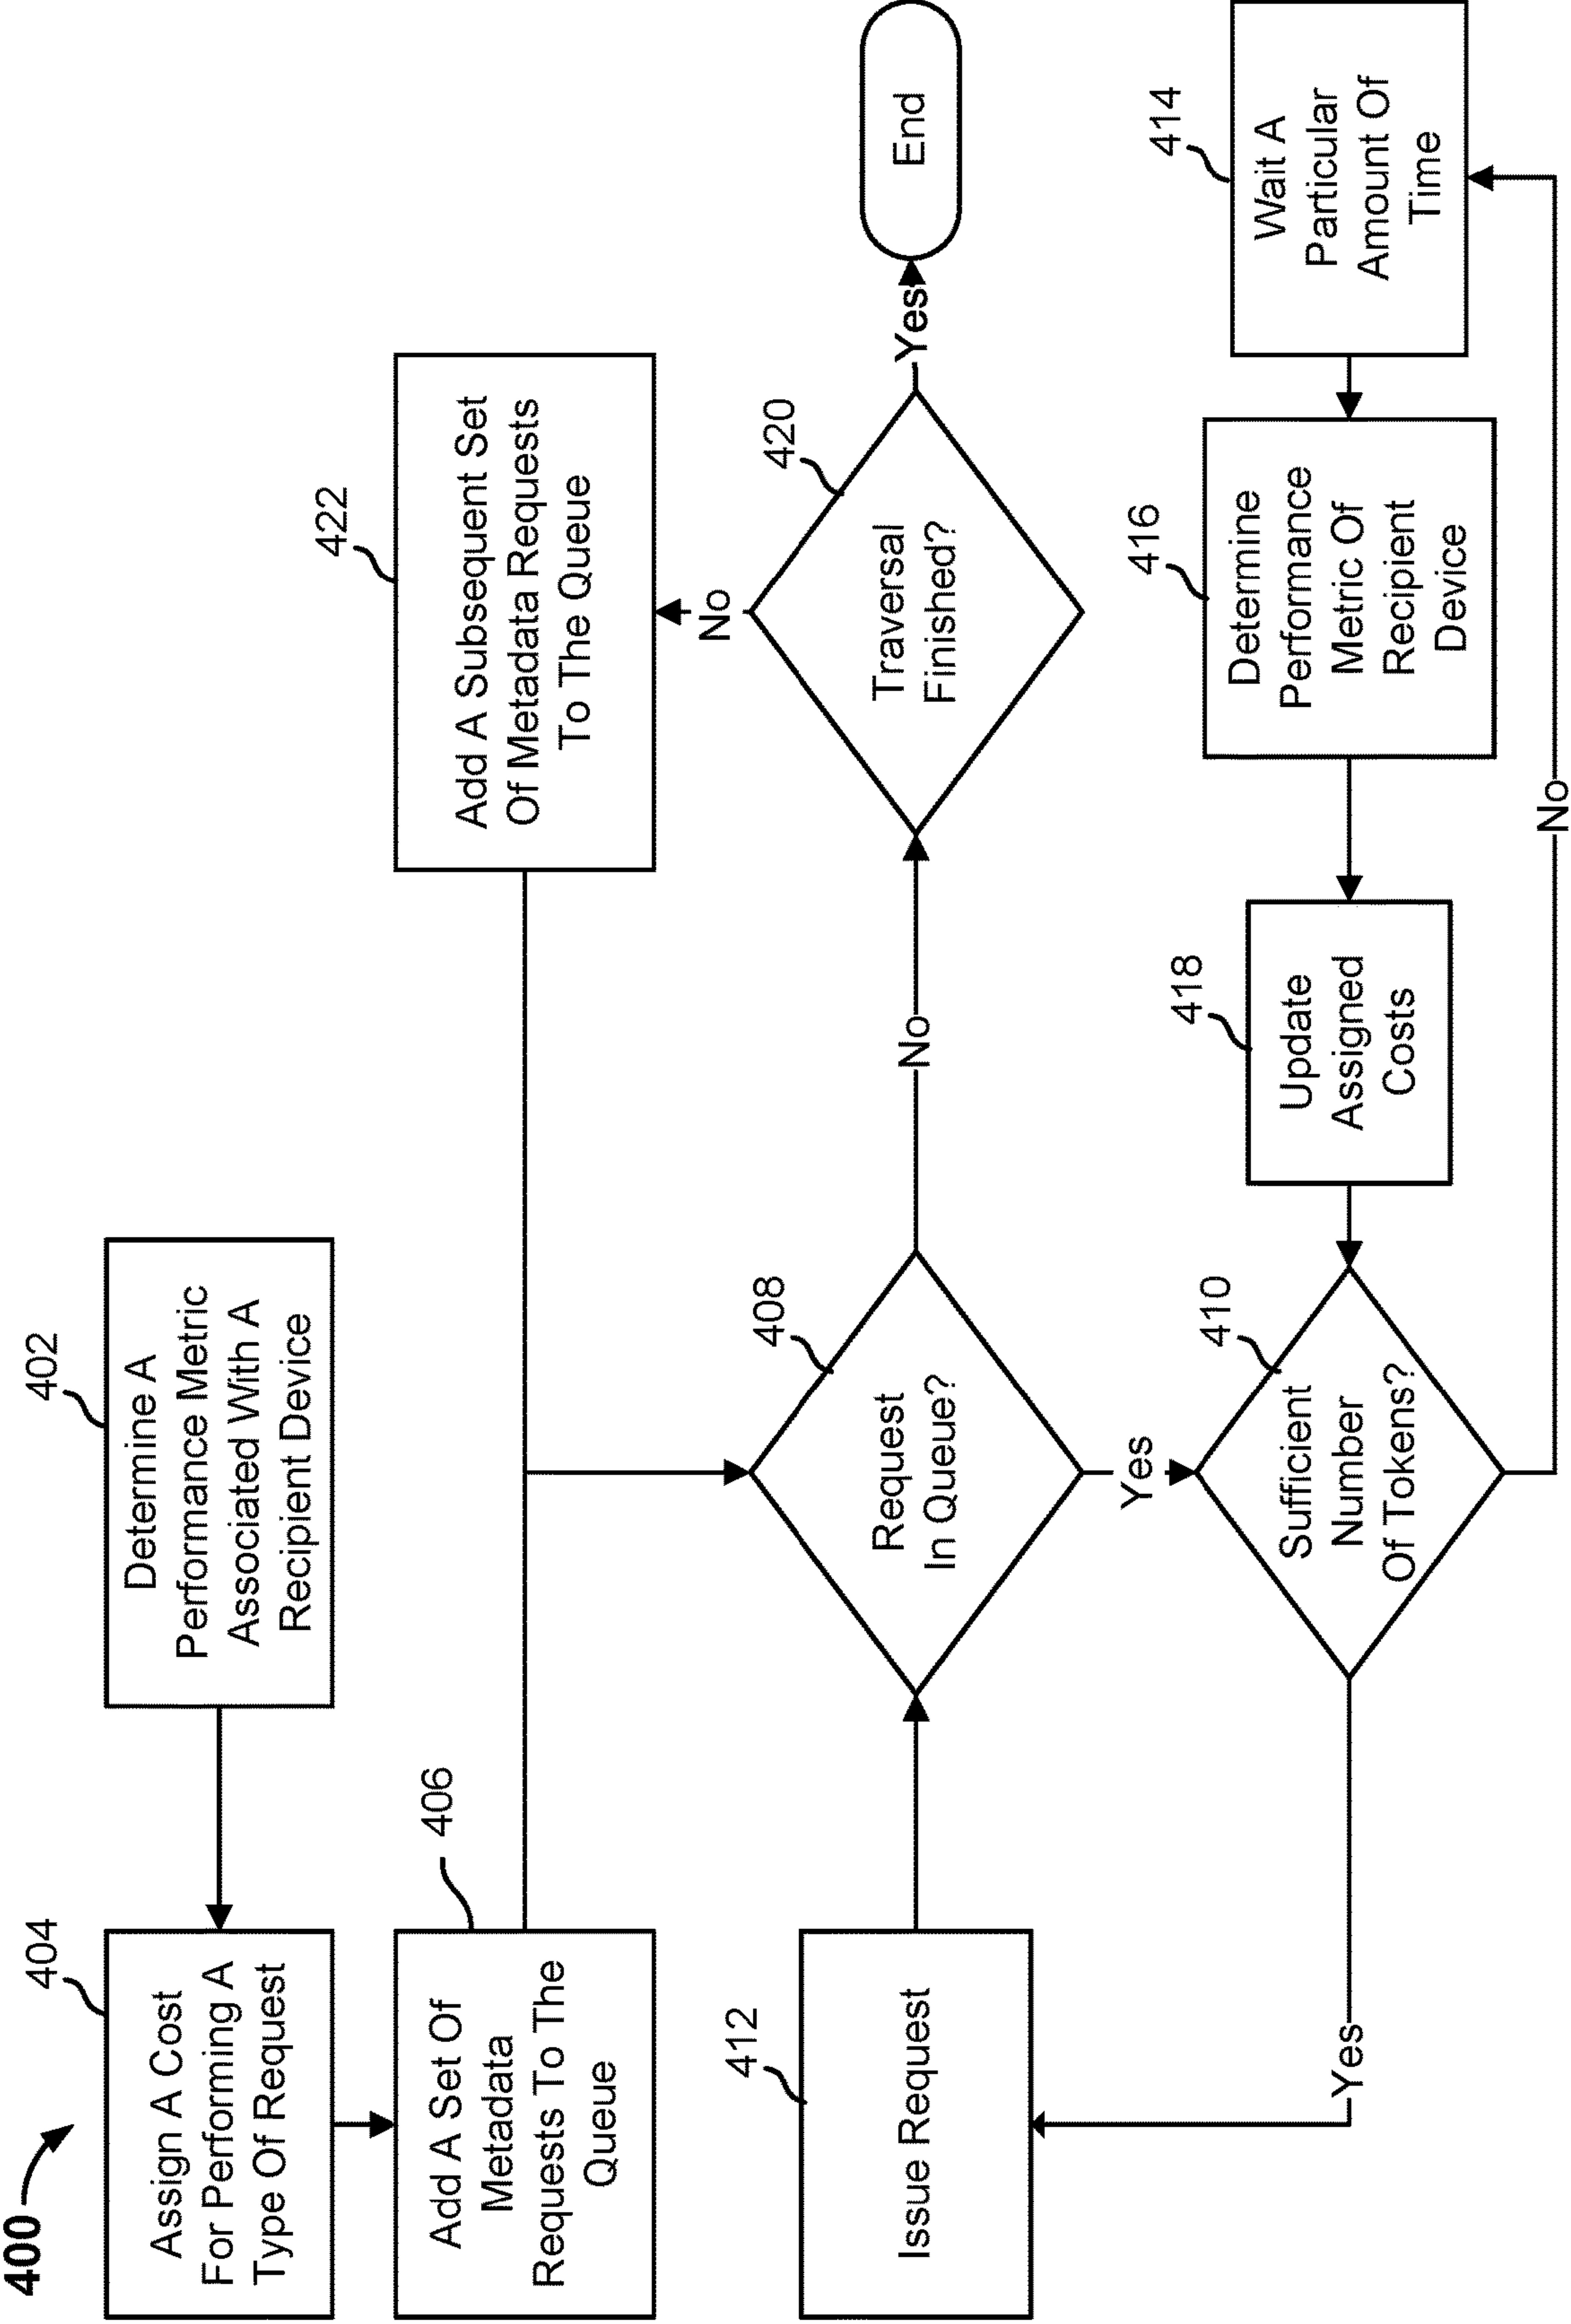 400
402
Determine A
Performance Metric
Associated With A
Recipient Device
404
Assign A Cost
For Performing A
Type Of Request
406
Add A Set Of
Metadata
Requests To The
Queue
422
Add A Subsequent Set
Of Metadata Requests
To The Queue
408
Request
In Queue?
No
Yes
420
Traversal
Finished?
No
Yes
End
410
Sufficient
Number
Of Tokens?
Yes
No
412
Issue Request
414
Wait A
Particular
Amount Of
Time
416
Determine
Performance
Metric Of
Recipient
Device
418
Update
Assigned
Costs